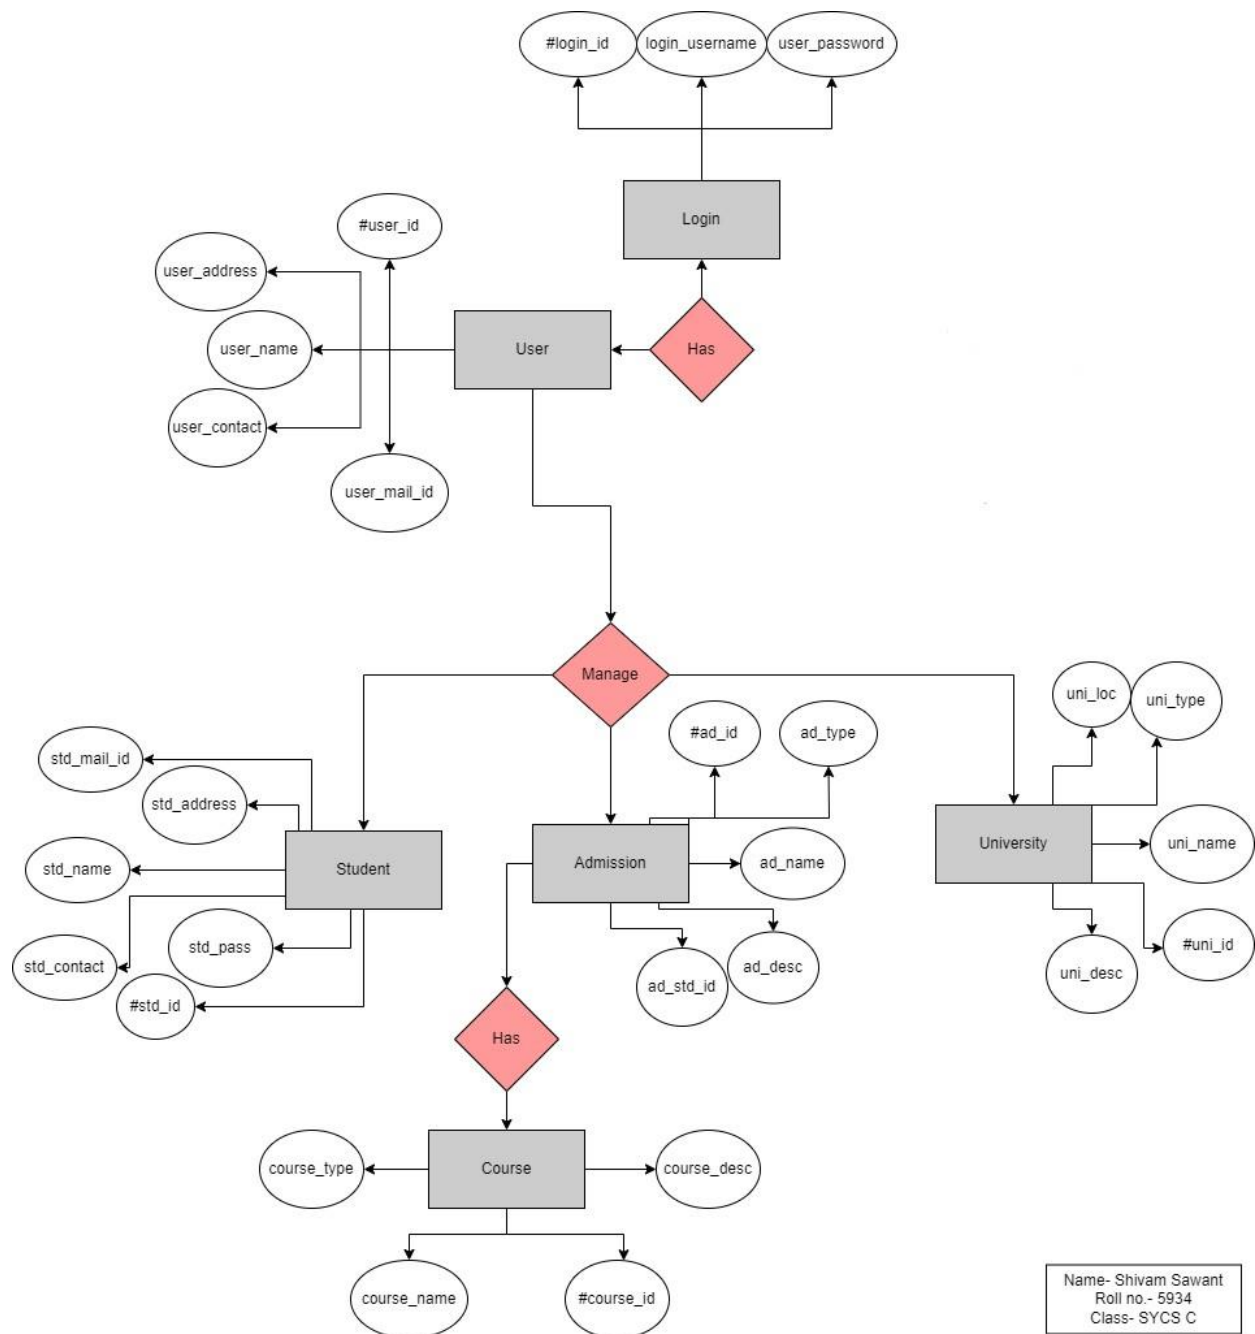 #login_id
login_username
user_password
Login
#user_id
user_address
user_name
User
Has
user_contact
user_mail_id
Manage
uni_loc
uni_type
#ad_id
ad_type
std_mail_id
std_address
std_name
Student
Admission
ad_name
University
uni_name
std_pass
std_contact
#std_id
ad_std_id
ad_desc
uni_desc
#uni_id
Has
course_type
Course
course_desc
course_name
#course_id
Name- Shivam Sawant
Roll no.- 5934
Class- SYCS C